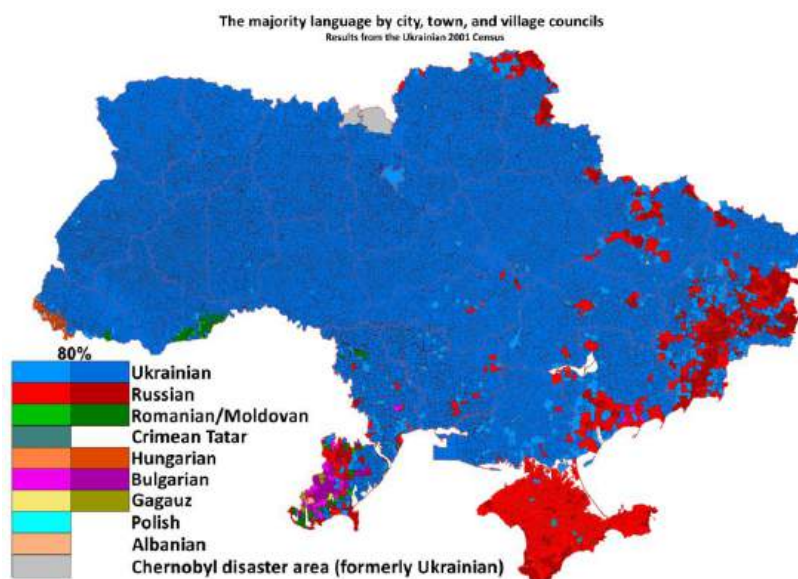 The majority language by city, town, and village councils
Results from the Ukrainian 2001 Census
80%
Ukrainian
Russian
Romanian/Moldovan
Crimean Tatar
Hungarian
Bulgarian
Gagauz
Polish
Albanian
Chernobyl disaster area (formerly Ukrainian)